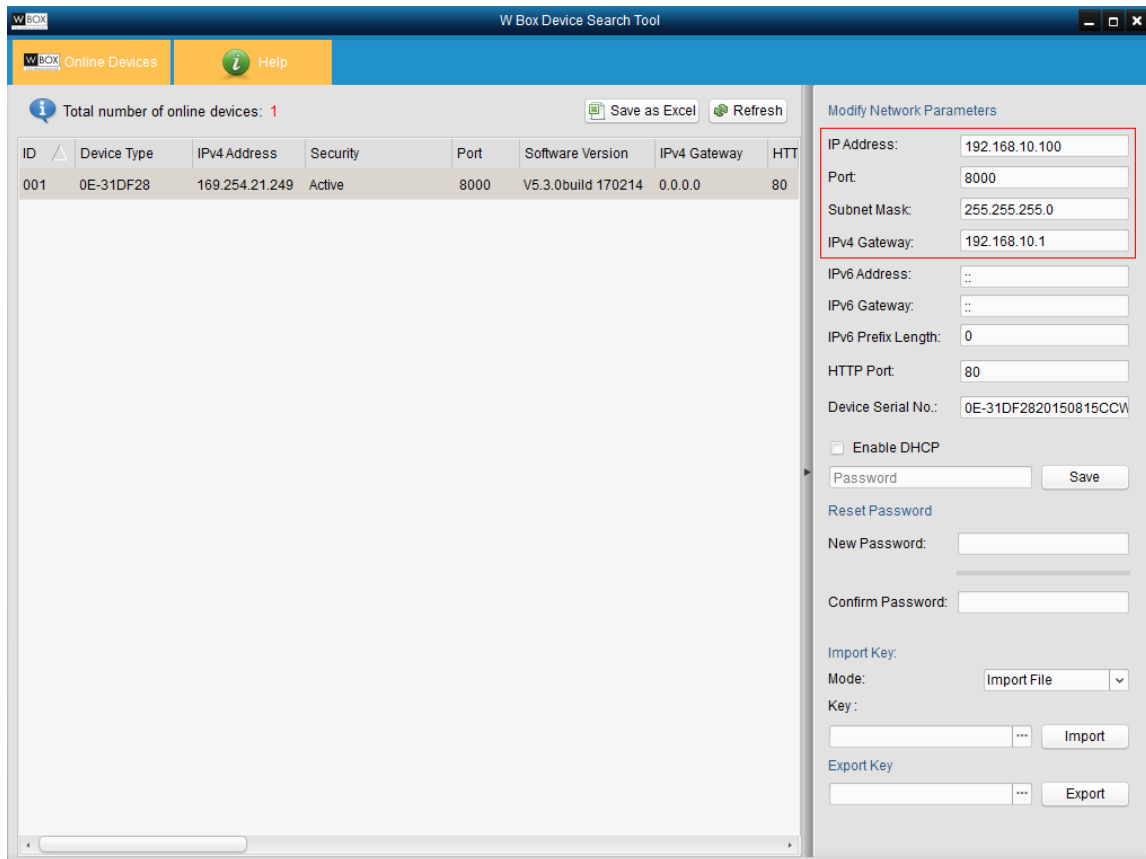 W BOX
W Box Device Search Tool
W BOX Online Devices
i Help
Total number of online devices: 1
Save as Excel
Refresh
ID Device Type IPv4 Address Security Port Software Version IPv4 Gateway HTT
001 0E-31DF28 169.254.21.249 Active 8000 V5.3.0build 170214 0.0.0.0 80
Modify Network Parameters
IP Address: 192.168.10.100
Port: 8000
Subnet Mask: 255.255.255.0
IPv4 Gateway: 192.168.10.1
IPv6 Address: ::
IPv6 Gateway: ::
IPv6 Prefix Length: 0
HTTP Port: 80
Device Serial No.: 0E-31DF2820150815CCW
Enable DHCP
Password Save
Reset Password
New Password:
Confirm Password:
Import Key:
Mode: Import File
Key :
... Import
Export Key
... Export